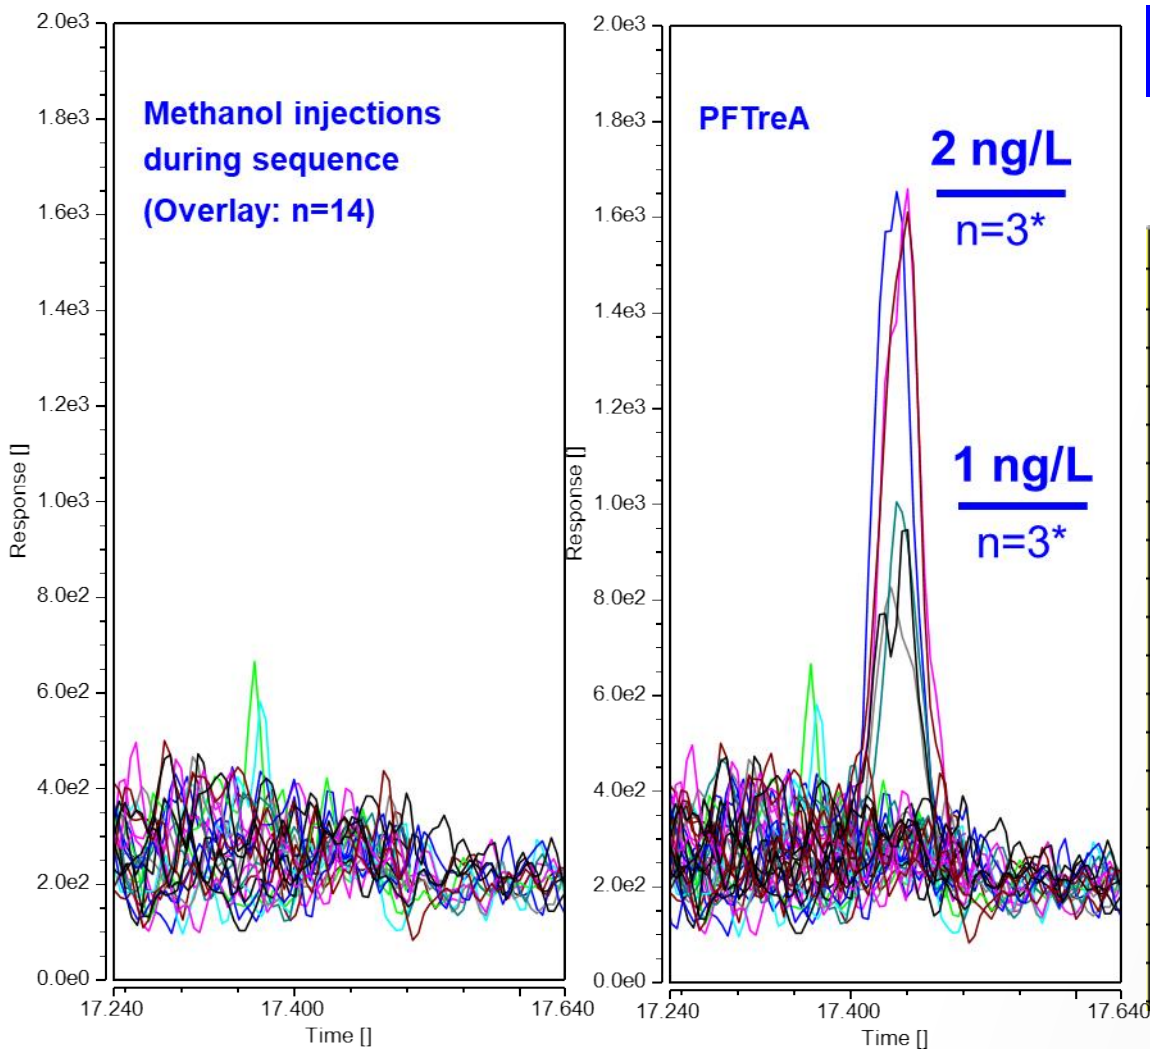 2.0e3
1.8e3
1.6e3
1.4e3
1.2e3
1.0e3
8.0e2
6.0e2
4.0e2
2.0e2
0.0e0
Response []
Methanol injections
during sequence
(Overlay: n=14)
17.240
17.400
17.640
Time []
2.0e3
1.8e3
1.6e3
1.4e3
1.2e3
1.0e3
8.0e2
6.0e2
4.0e2
2.0e2
0.0e0
Response []
PFTreA
2 ng/L
n=3*
1 ng/L
n=3*
17.240
17.400
17.640
Time []